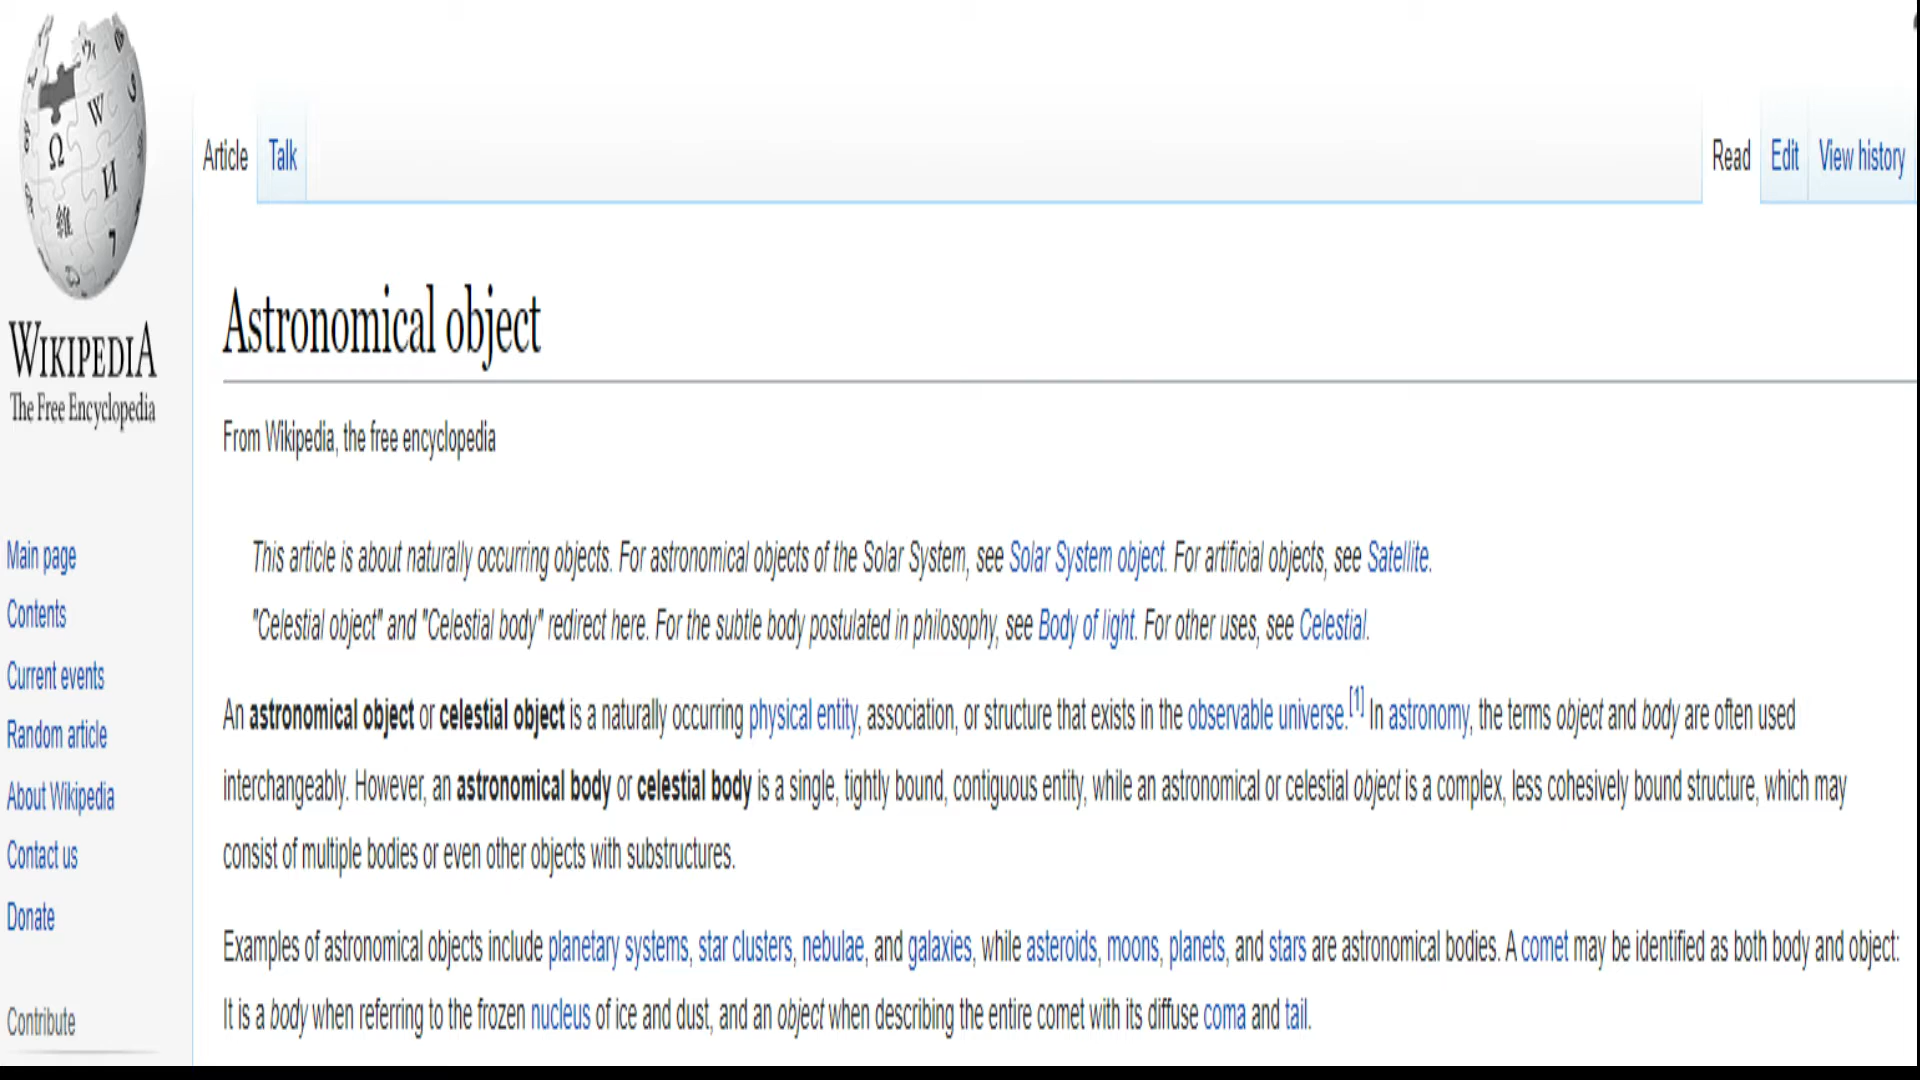 Article Talk Read Edit View history
WIKIPEDIA
The Free Encyclopedia
Main page
Contents
Current events
Random article
About Wikipedia
Contact us
Donate
Contribute
Astronomical object
From Wikipedia, the free encyclopedia
This article is about naturally occurring objects. For astronomical objects of the Solar System, see Solar System object. For artificial objects, see Satellite.
"Celestial object" and "Celestial body" redirect here. For the subtle body postulated in philosophy, see Body of light. For other uses, see Celestial.
An astronomical object or celestial object is a naturally occurring physical entity, association, or structure that exists in the observable universe.[1] In astronomy, the terms object and body are often used
interchangeably. However, an astronomical body or celestial body is a single, tightly bound, contiguous entity, while an astronomical or celestial object is a complex, less cohesively bound structure, which may
consist of multiple bodies or even other objects with substructures.
Examples of astronomical objects include planetary systems, star clusters, nebulae, and galaxies, while asteroids, moons, planets, and stars are astronomical bodies. A comet may be identified as both body and object:
It is a body when referring to the frozen nucleus of ice and dust, and an object when describing the entire comet with its diffuse coma and tail.